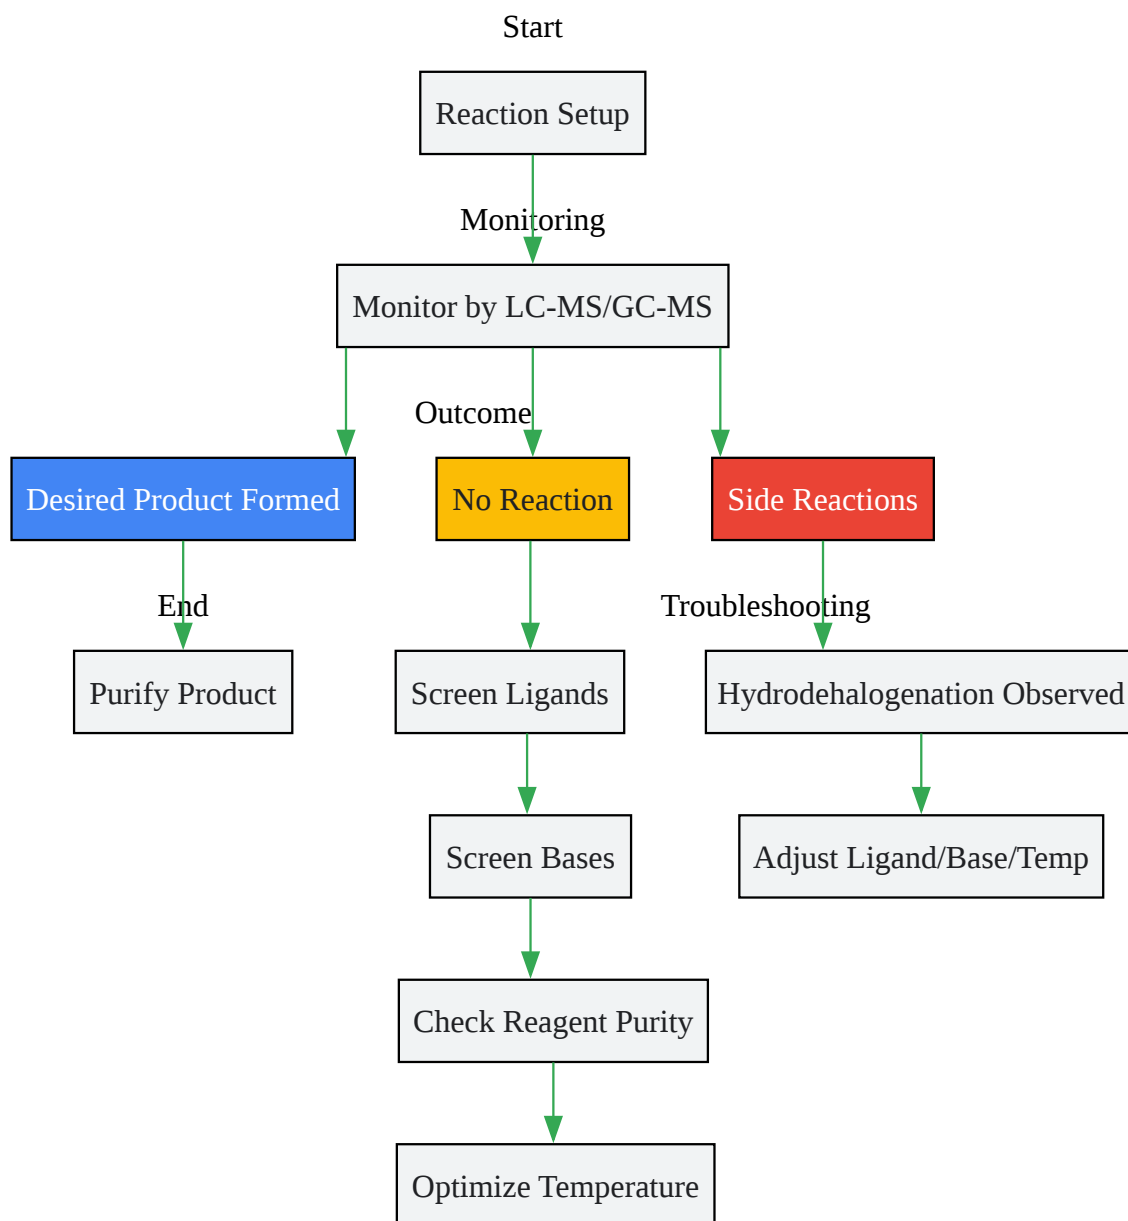 Start
Reaction Setup
Monitoring
Monitor by LC-MS/GC-MS
Outcome
Desired Product Formed
No Reaction
Side Reactions
End
Troubleshooting
Purify Product
Screen Ligands
Hydrodehalogenation Observed
Screen Bases
Adjust Ligand/Base/Temp
Check Reagent Purity
Optimize Temperature